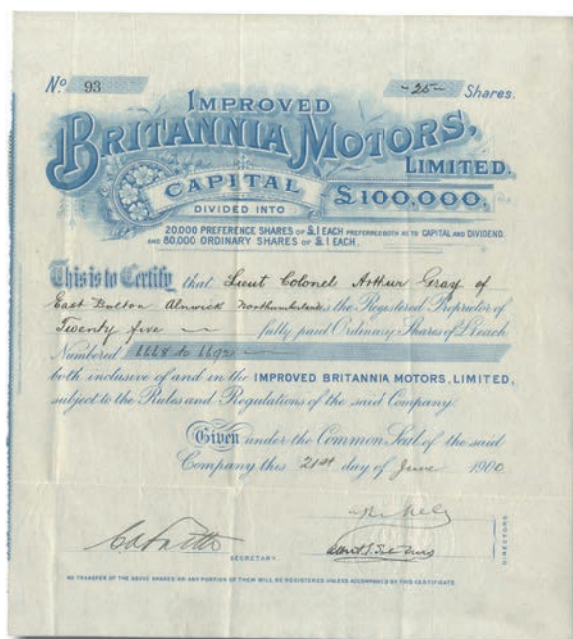 No 93 -25- Shares.
IMPROVED
BRITANNIA MOTORS,
LIMITED.
CAPITAL £100,000,
DIVIDED INTO
20,000 PREFERENCE SHARES OF £1 EACH PREFERRED BOTH AS TO CAPITAL AND DIVIDEND.
AND 80,000 ORDINARY SHARES OF £1 EACH.
This is to Certify that Lieut Colonel Arthur Gray of
East Bolton Alnwick Northumberland is the Registered Proprietor of
Twenty five fully paid Ordinary Shares of £1 each
Numbered 1668 to 1692
both inclusive of and in the IMPROVED BRITANNIA MOTORS, LIMITED,
subject to the Rules and Regulations of the said Company.
Given under the Common Seal of the said
Company this 21st day of June 1900
SECRETARY
DIRECTORS
NO TRANSFER OF THE ABOVE SHARES OR ANY PORTION OF THEM WILL BE REGISTERED UNLESS ACCOMPANIED BY THIS CERTIFICATE